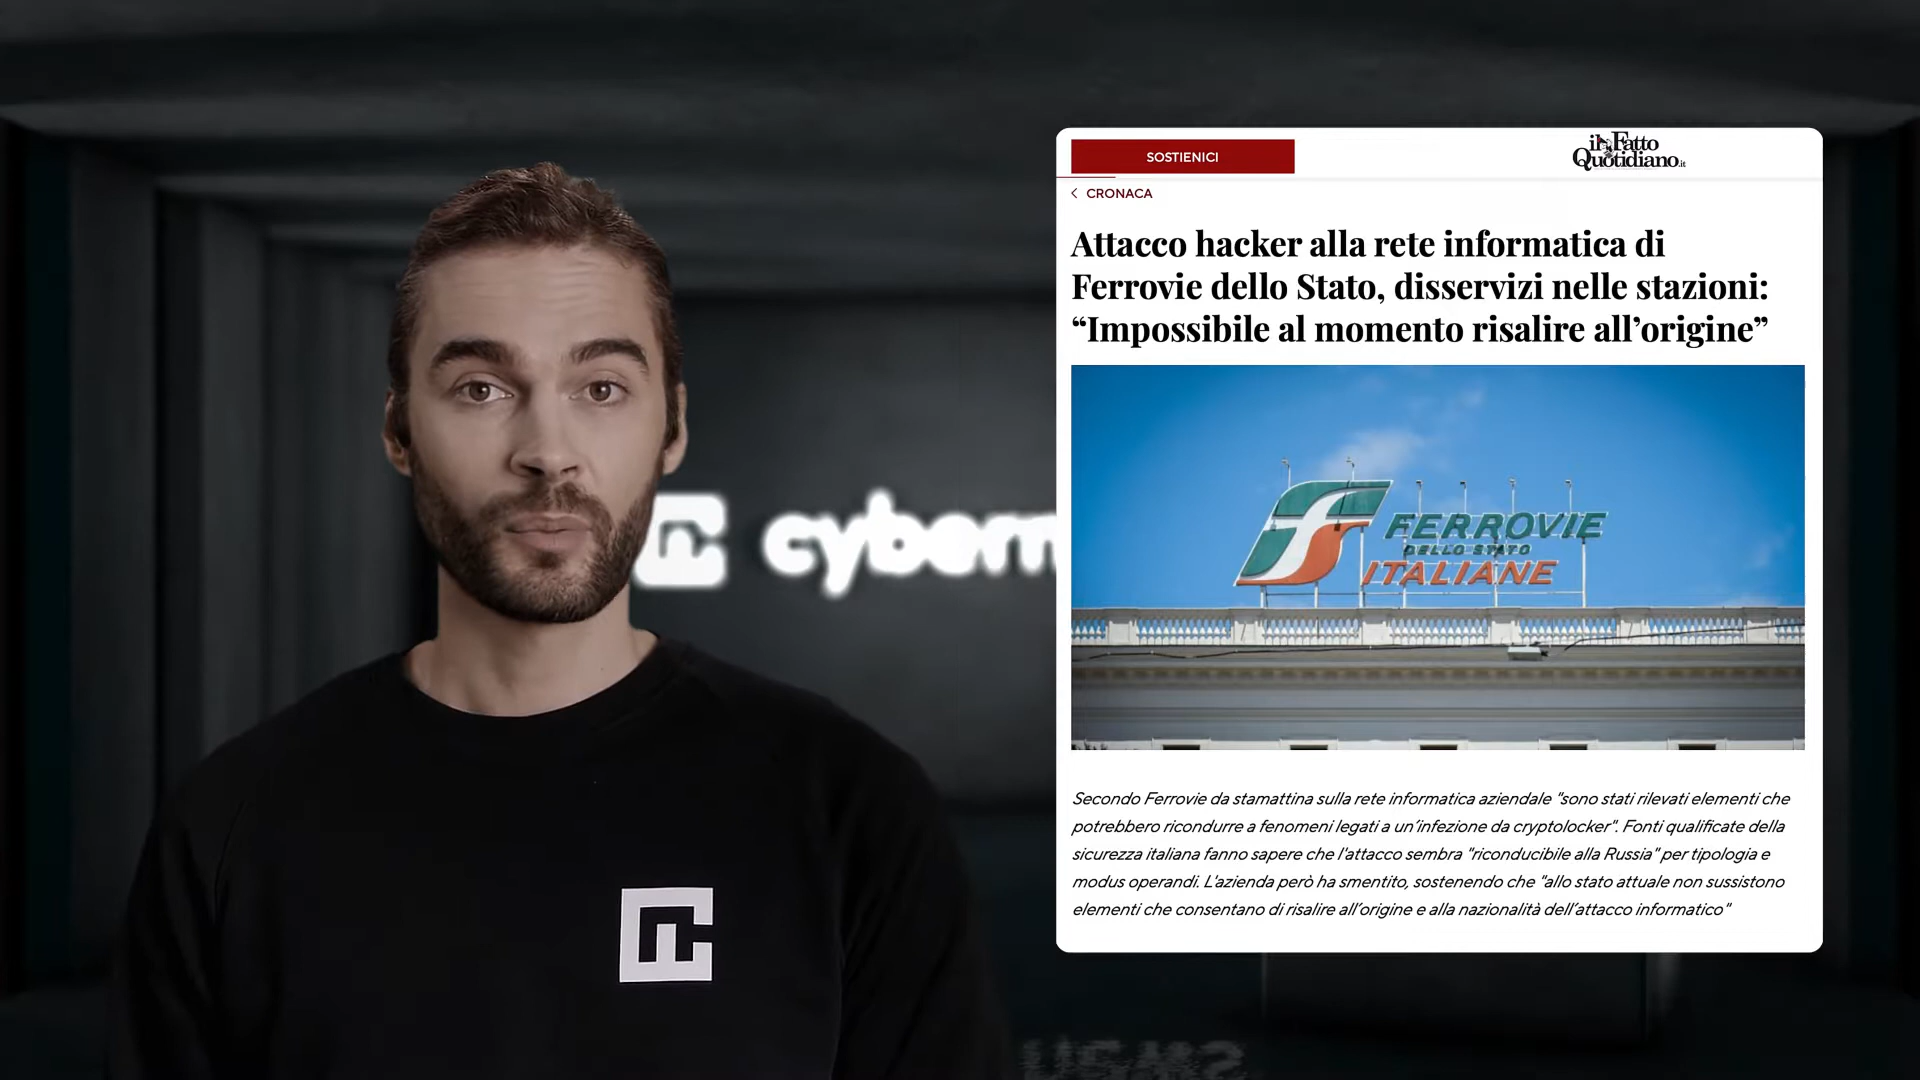 SOSTIENICI
il Fatto
Quotidiano.it
CRONACA
Attacco hacker alla rete informatica di
Ferrovie dello Stato, disservizi nelle stazioni:
“Impossibile al momento risalire all’origine”
FERROVIE
DELLO STATO
ITALIANE
Secondo Ferrovie da stamattina sulla rete informatica aziendale "sono stati rilevati elementi che
potrebbero ricondurre a fenomeni legati a un’infezione da cryptolocker". Fonti qualificate della
sicurezza italiana fanno sapere che l'attacco sembra "riconducibile alla Russia" per tipologia e
modus operandi. L'azienda però ha smentito, sostenendo che "allo stato attuale non sussistono
elementi che consentano di risalire all’origine e alla nazionalità dell’attacco informatico"